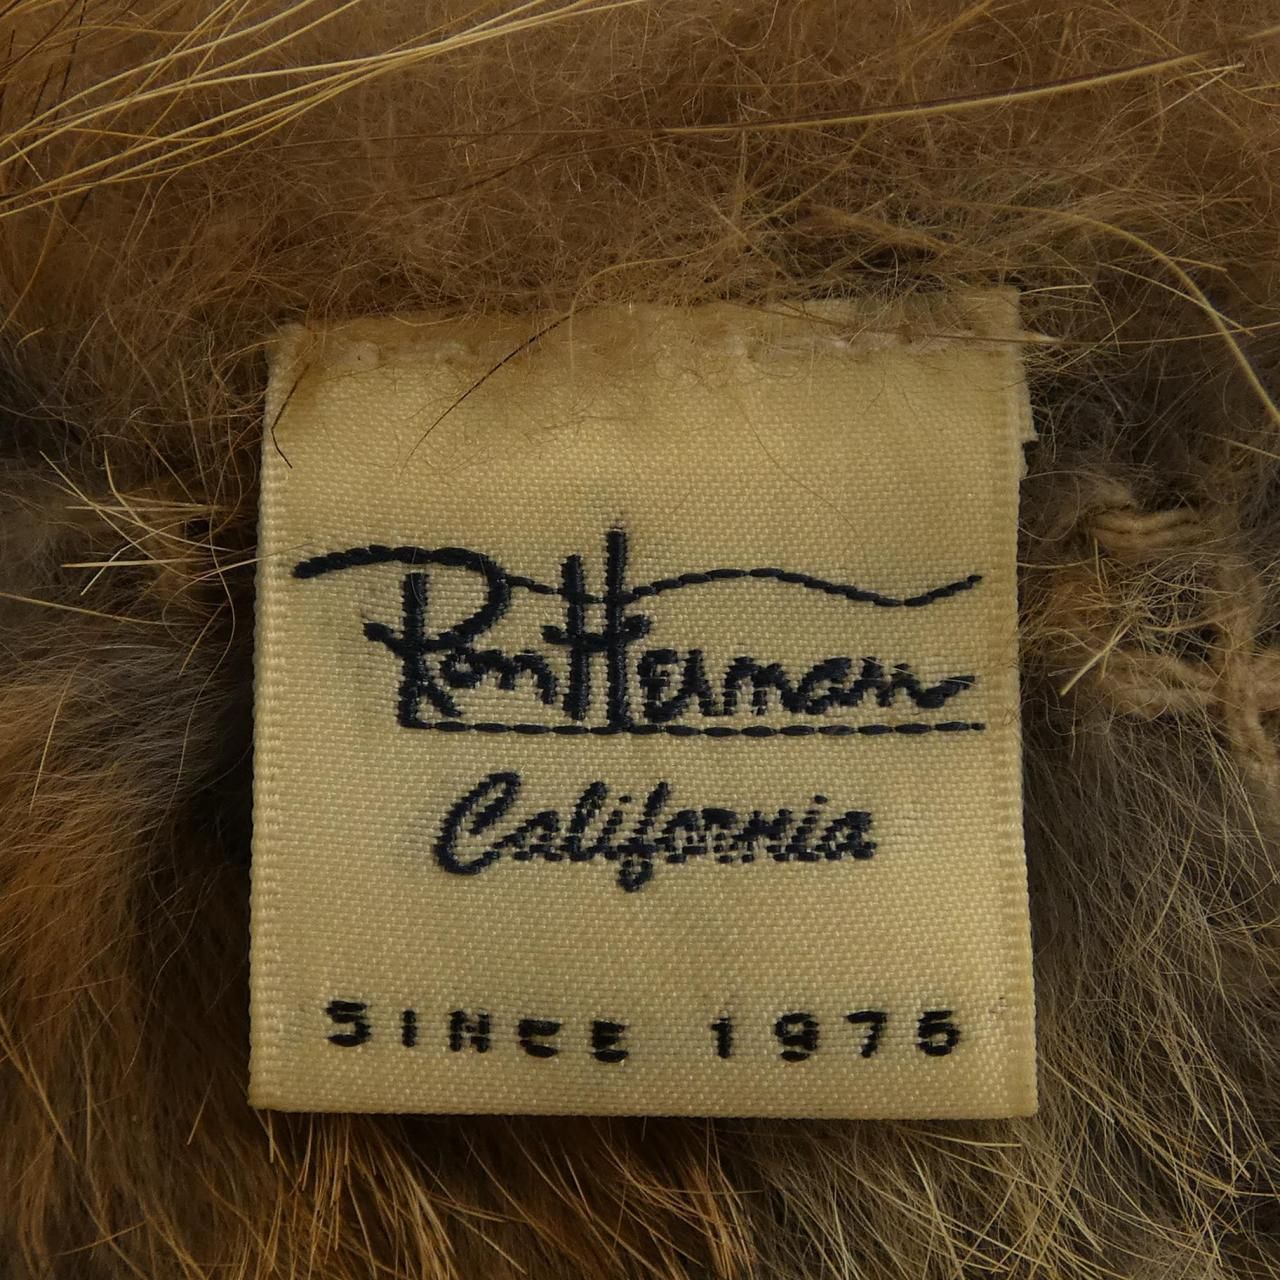 Ron Herman
California
SINCE 1976